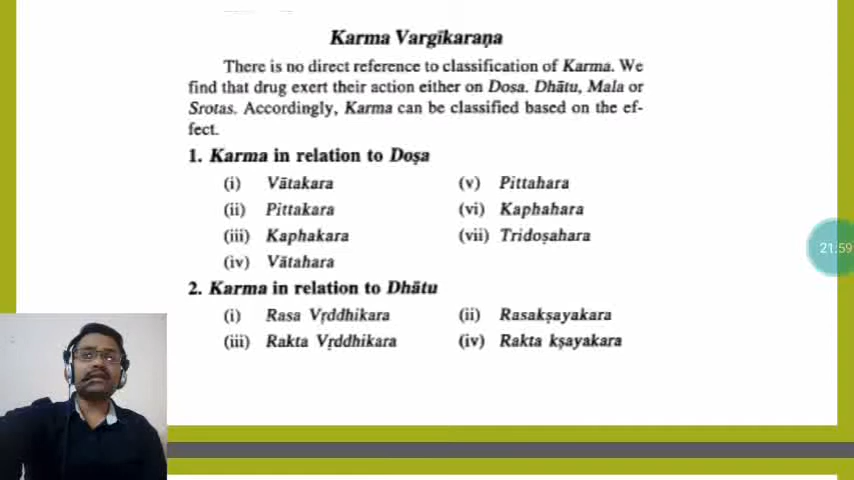 Karma Vargīkaraṇa
There is no direct reference to classification of Karma. We
find that drug exert their action either on Dosa. Dhātu, Mala or
Srotas. Accordingly, Karma can be classified based on the ef-
fect.
1. Karma in relation to Doṣa
(i) Vātakara
(ii) Pittakara
(iii) Kaphakara
(iv) Vātahara
(v) Pittahara
(vi) Kaphahara
(vii) Tridoṣahara
2. Karma in relation to Dhātu
(i) Rasa Vṛddhikara (ii) Rasakṣayakara
(iii) Rakta Vṛddhikara (iv) Rakta kṣayakara
21:59